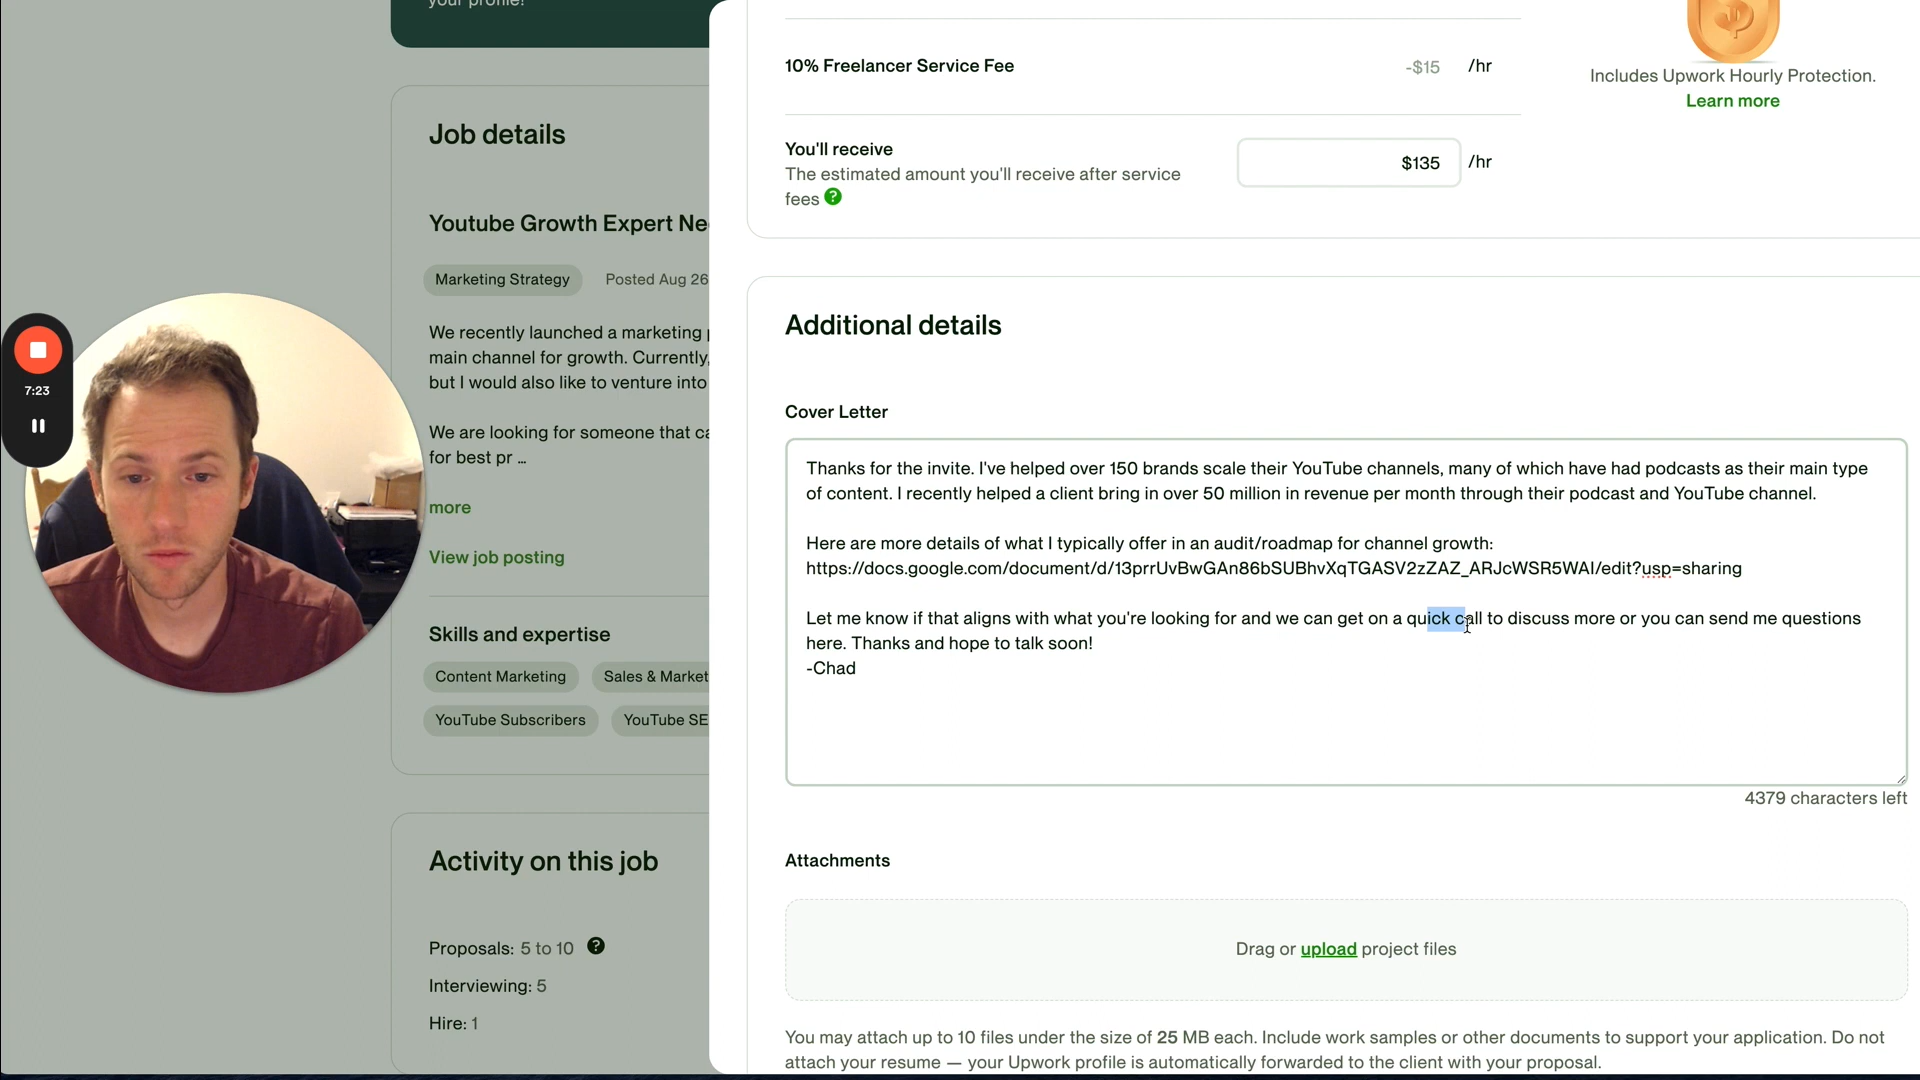 your profile!
Job details
Youtube Growth Expert Ne
Marketing Strategy
Posted Aug 26
We recently launched a marketing
main channel for growth. Currently,
but I would also like to venture into
We are looking for someone that ca
for best pr ...
more
View job posting
Skills and expertise
Content Marketing
Sales & Market
YouTube Subscribers
YouTube SE
Activity on this job
Proposals: 5 to 10 ?
Interviewing: 5
Hire: 1
7:23
10% Freelancer Service Fee
-$15 /hr
Includes Upwork Hourly Protection.
Learn more
You'll receive
The estimated amount you'll receive after service
fees ?
$135 /hr
Additional details
Cover Letter
Thanks for the invite. I've helped over 150 brands scale their YouTube channels, many of which have had podcasts as their main type
of content. I recently helped a client bring in over 50 million in revenue per month through their podcast and YouTube channel.
Here are more details of what I typically offer in an audit/roadmap for channel growth:
https://docs.google.com/document/d/13prrUvBwGAn86bSUBhvXqTGASV2zZAZ_ARJcWSR5WAI/edit?usp=sharing
Let me know if that aligns with what you're looking for and we can get on a quick call to discuss more or you can send me questions
here. Thanks and hope to talk soon!
-Chad
4379 characters left
Attachments
Drag or upload project files
You may attach up to 10 files under the size of 25 MB each. Include work samples or other documents to support your application. Do not
attach your resume — your Upwork profile is automatically forwarded to the client with your proposal.